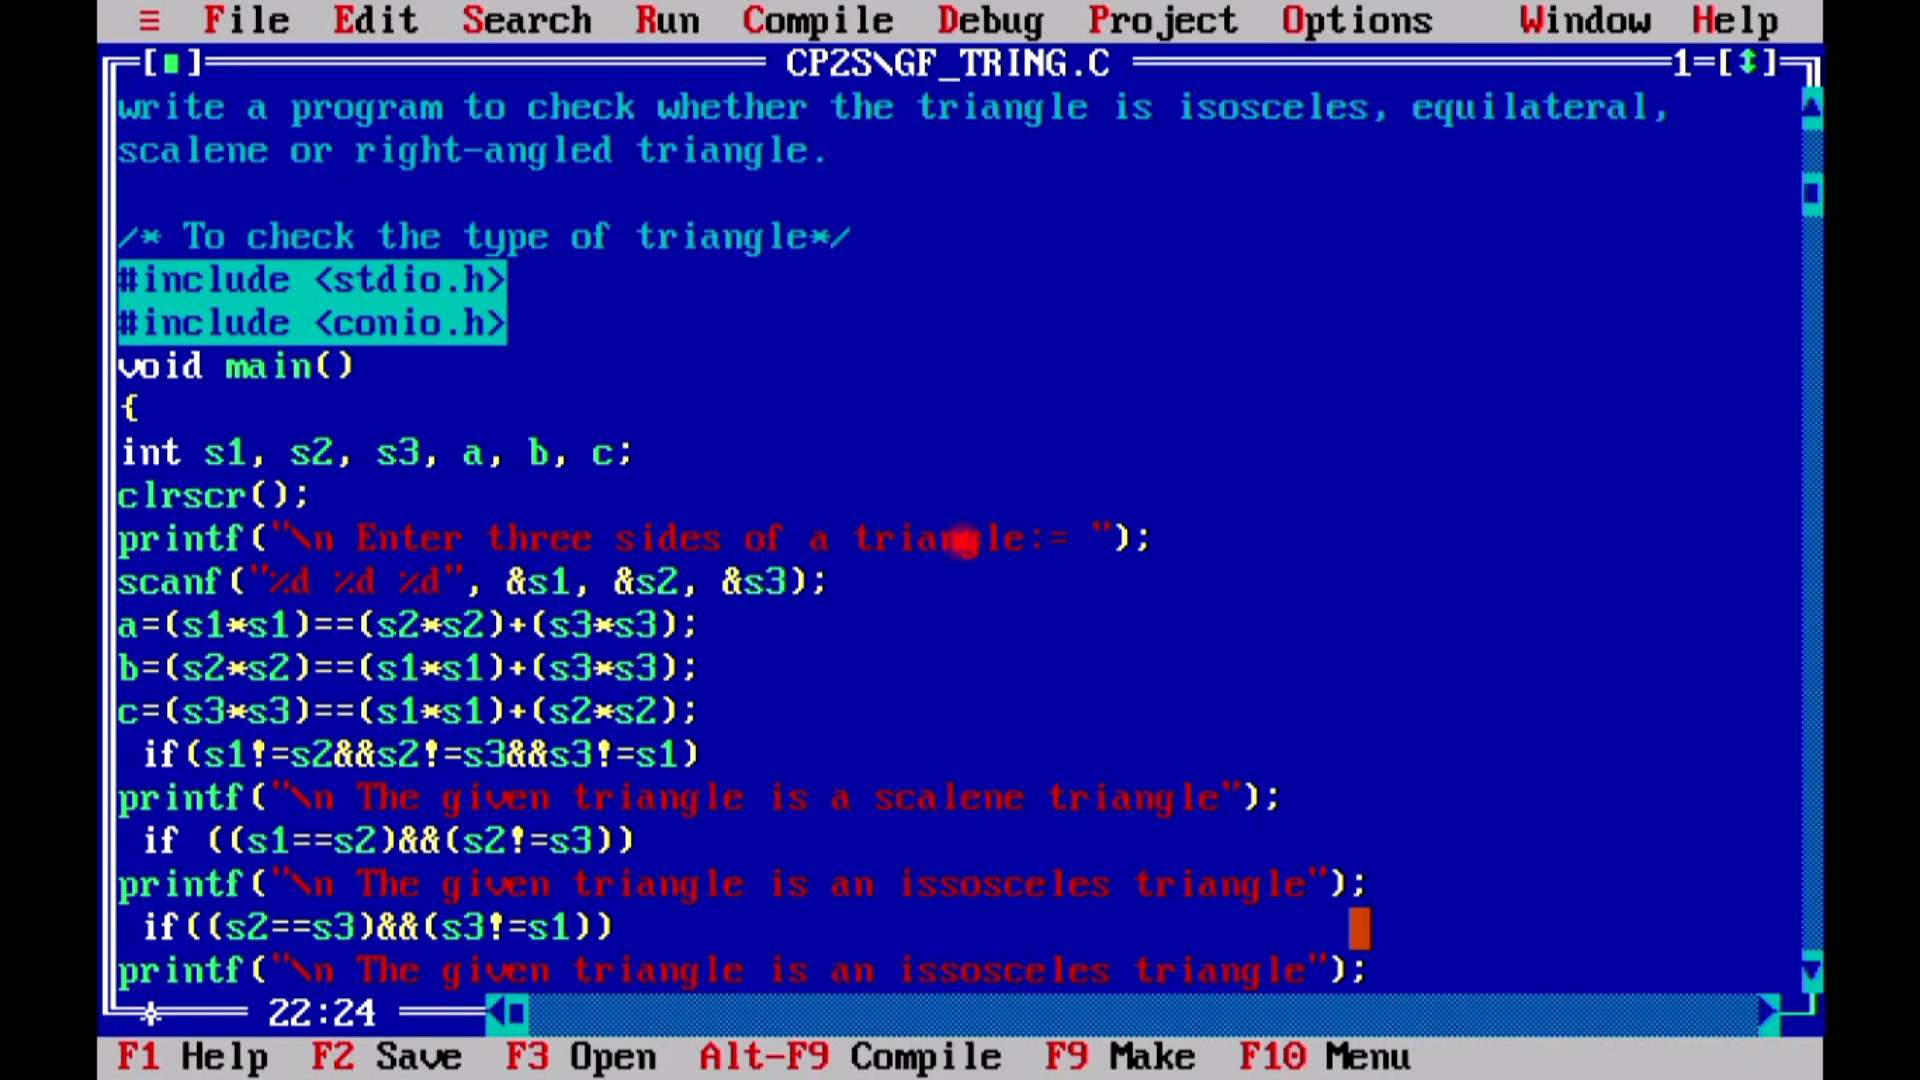 ≡ File Edit Search Run Compile Debug Project Options Window Help
[■] CP2S\GF_TRING.C 1=[↕]
write a program to check whether the triangle is isosceles, equilateral,
scalene or right-angled triangle.
/* To check the type of triangle*/
#include <stdio.h>
#include <conio.h>
void main()
{
int s1, s2, s3, a, b, c;
clrscr();
printf("\n Enter three sides of a triangle:= ");
scanf("%d %d %d", &s1, &s2, &s3);
a=(s1*s1)==(s2*s2)+(s3*s3);
b=(s2*s2)==(s1*s1)+(s3*s3);
c=(s3*s3)==(s1*s1)+(s2*s2);
if(s1!=s2&&s2!=s3&&s3!=s1)
printf("\n The given triangle is a scalene triangle");
if ((s1==s2)&&(s2!=s3))
printf("\n The given triangle is an issosceles triangle");
if((s2==s3)&&(s3!=s1))
printf("\n The given triangle is an issosceles triangle");
22:24
F1 Help F2 Save F3 Open Alt-F9 Compile F9 Make F10 Menu